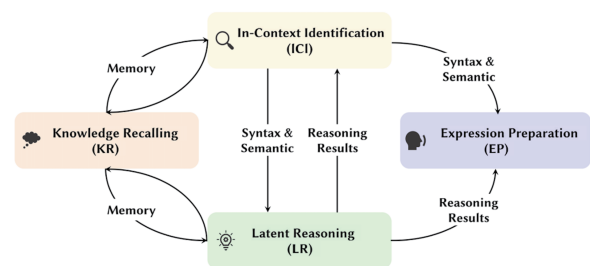 In-Context Identification
(ICI)
Memory
Syntax &
Semantic
Knowledge Recalling
(KR)
Syntax &
Semantic
Reasoning
Results
Expression Preparation
(EP)
Memory
Reasoning
Results
Latent Reasoning
(LR)